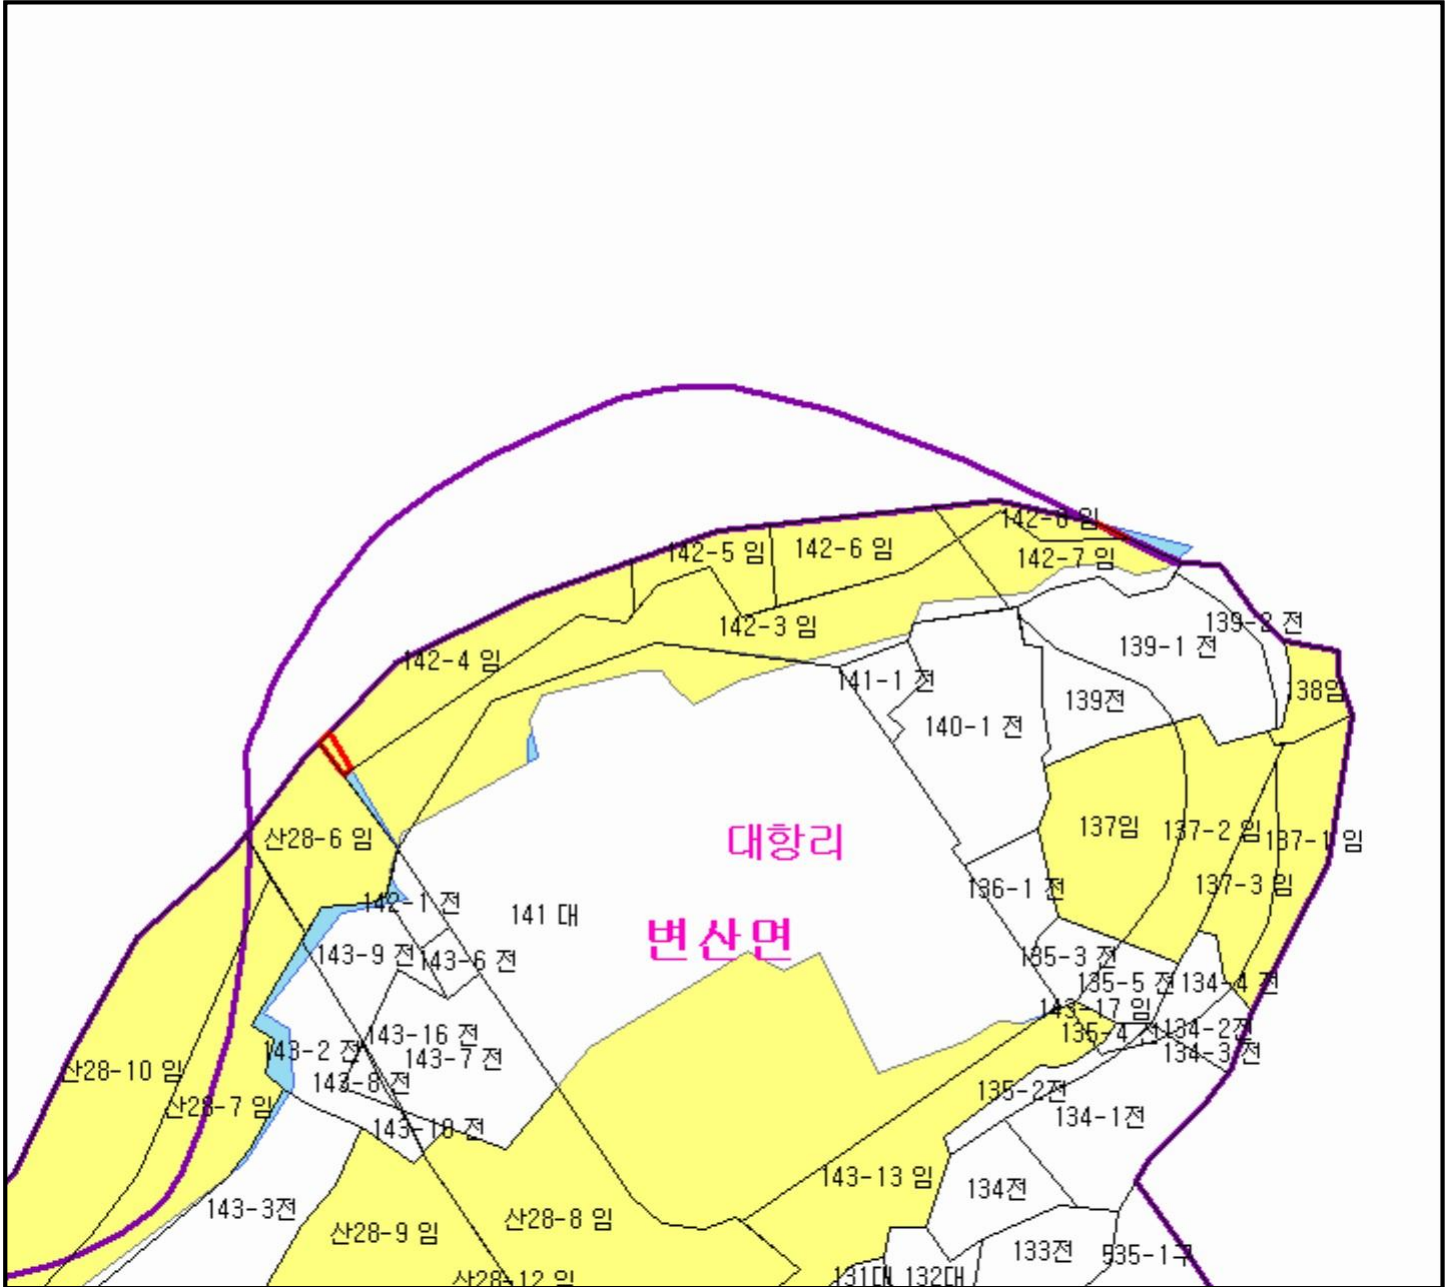 142-8 임
142-5 임
142-6 임
142-7 임
142-3 임
139-2 전
139-1 전
142-4 임
141-1 전
138임
139전
140-1 전
대항리
산28-6 임
137임
137-2 임
137-1 임
137-3 임
136-1 전
142-1 전
141 대
변산면
143-9 전
143-6 전
135-3 전
135-5 전
134-4 전
143-17 임
143-16 전
135-4 전
134-2전
143-2 전
143-7 전
134-3 전
산28-10 임
143-8 전
135-2전
산28-7 임
134-1전
143-10 전
143-13 임
134전
143-3전
산28-8 임
산28-9 임
133전
535-1구
산28-12 임
131대
132대